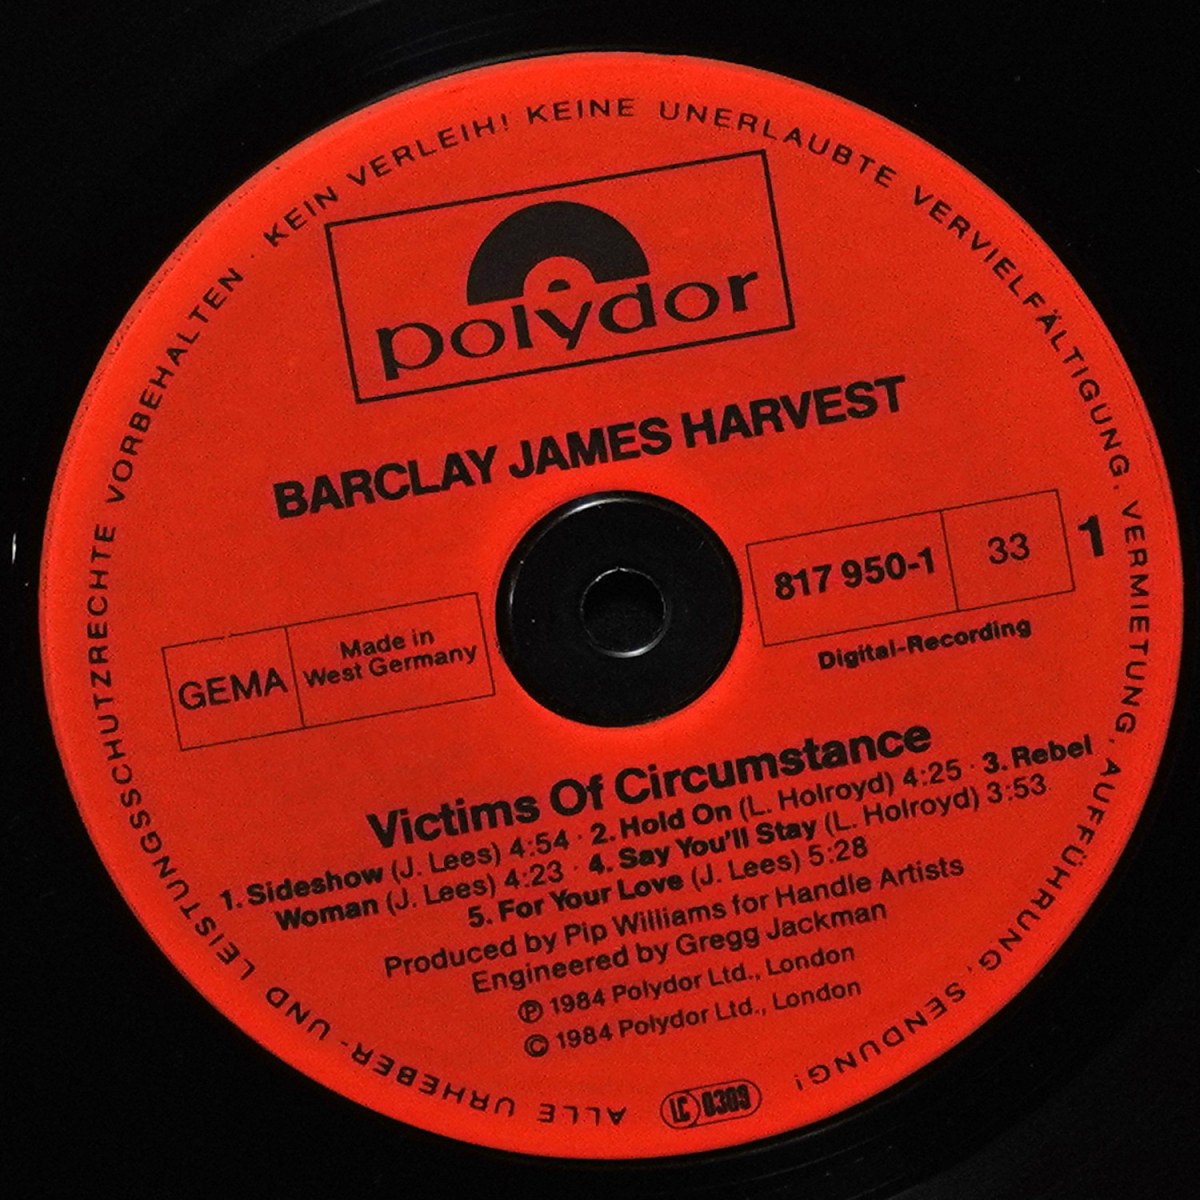 ALLE URHEBER- UND LEISTUNGSSCHUTZRECHTE VORBEHALTEN · KEIN VERLEIH! KEINE UNERLAUBTE VERVIELFÄLTIGUNG, VERMIETUNG, AUFFÜHRUNG, SENDUNG!
polydor
BARCLAY JAMES HARVEST
817 950-1 33 1
Digital-Recording
GEMA
Made in
West Germany
Victims Of Circumstance
1. Sideshow (J. Lees) 4:54 · 2. Hold On (L. Holroyd) 4:25 · 3. Rebel
Woman (J. Lees) 4:23 · 4. Say You'll Stay (L. Holroyd) 3:53
5. For Your Love (J. Lees) 5:28
Produced by Pip Williams for Handle Artists
Engineered by Gregg Jackman
℗ 1984 Polydor Ltd., London
© 1984 Polydor Ltd., London
LC 0309